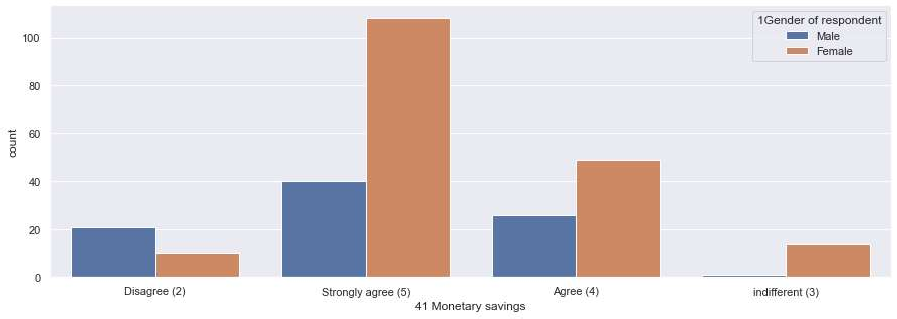 1Gender of respondent
Male
Female
100
80
60
40
20
0
count
Disagree (2)
Strongly agree (5)
Agree (4)
indifferent (3)
41 Monetary savings